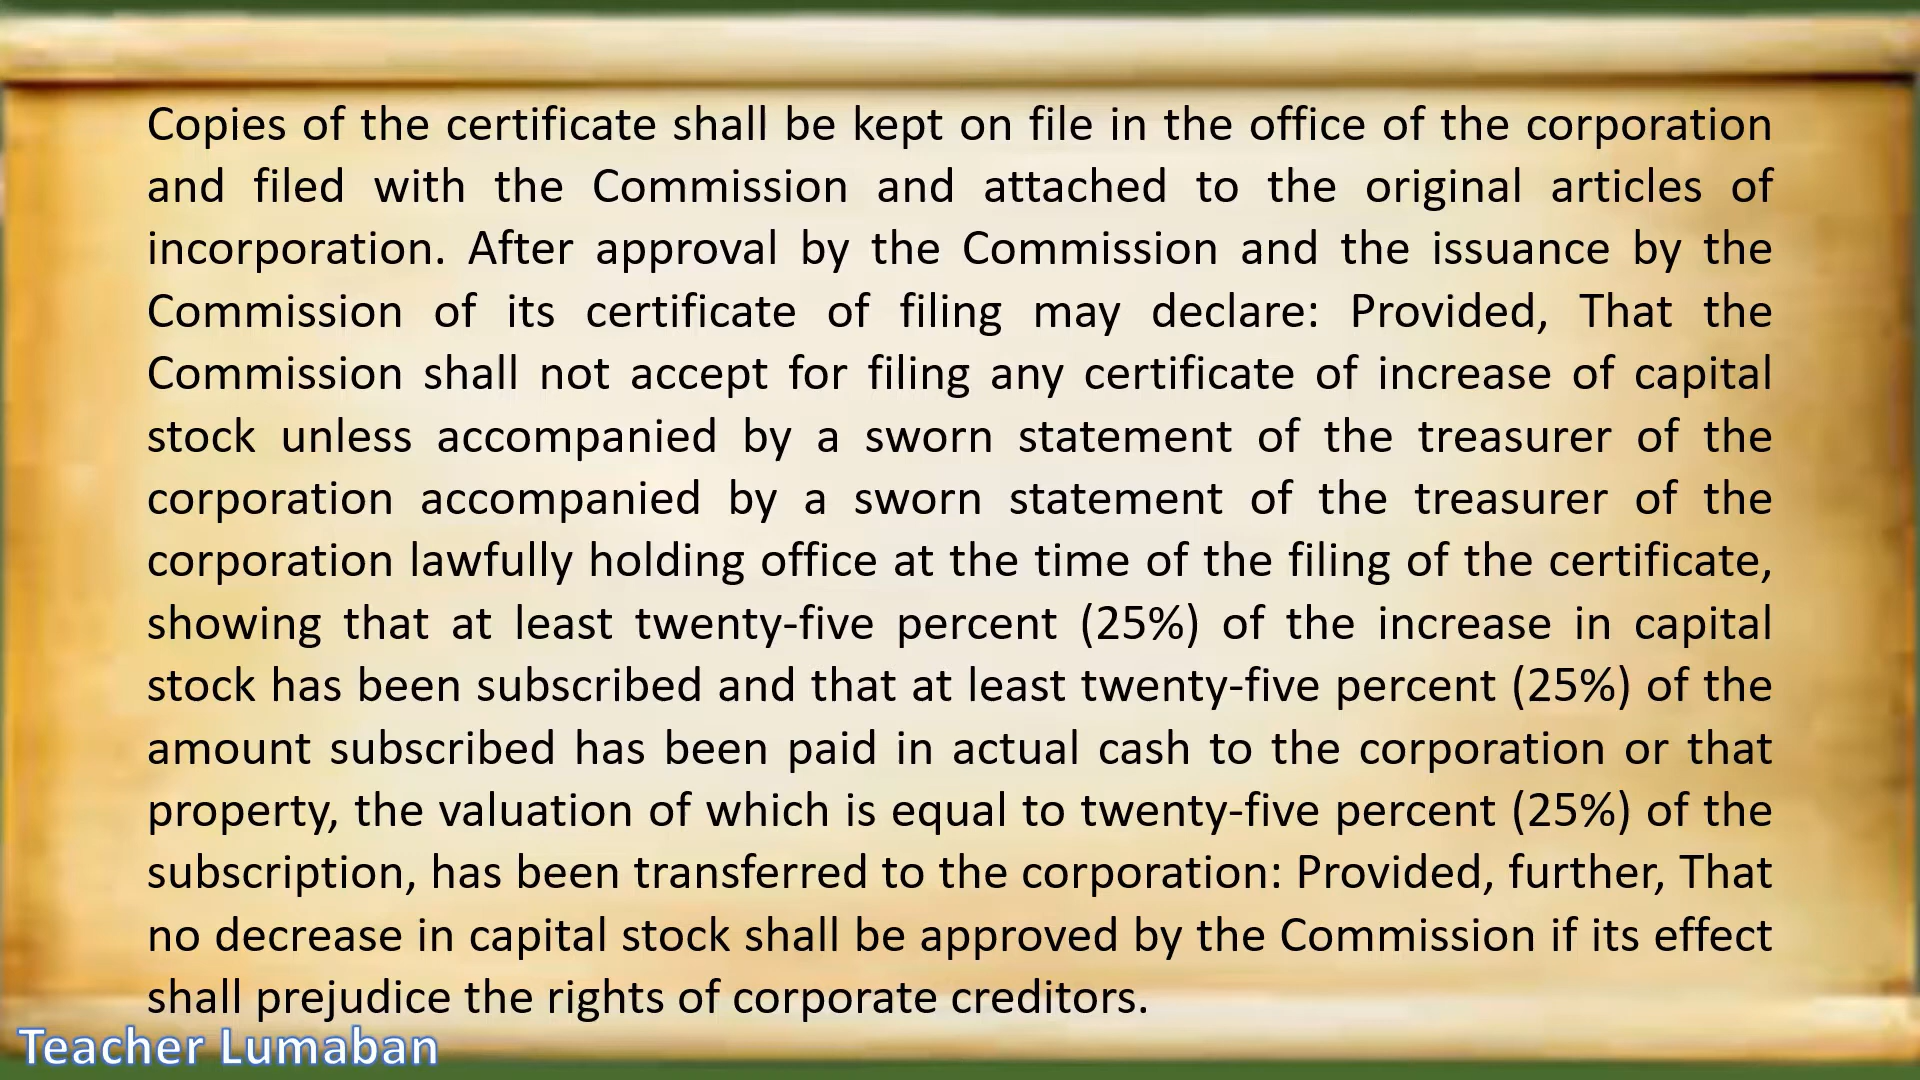 Copies of the certificate shall be kept on file in the office of the corporation
and filed with the Commission and attached to the original articles of
incorporation. After approval by the Commission and the issuance by the
Commission of its certificate of filing may declare: Provided, That the
Commission shall not accept for filing any certificate of increase of capital
stock unless accompanied by a sworn statement of the treasurer of the
corporation accompanied by a sworn statement of the treasurer of the
corporation lawfully holding office at the time of the filing of the certificate,
showing that at least twenty-five percent (25%) of the increase in capital
stock has been subscribed and that at least twenty-five percent (25%) of the
amount subscribed has been paid in actual cash to the corporation or that
property, the valuation of which is equal to twenty-five percent (25%) of the
subscription, has been transferred to the corporation: Provided, further, That
no decrease in capital stock shall be approved by the Commission if its effect
shall prejudice the rights of corporate creditors.
Teacher Lumaban